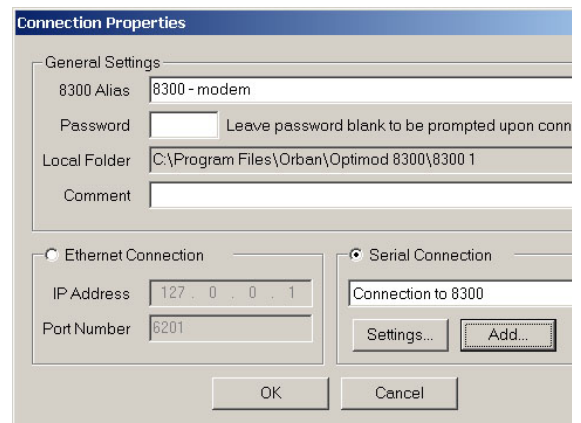 Connection Properties
General Settings
8300 Alias 8300 - modem
Password Leave password blank to be prompted upon conn
Local Folder C:\Program Files\Orban\Optimod 8300\8300 1
Comment
Ethernet Connection
IP Address 127 . 0 . 0 . 1
Port Number 6201
Serial Connection
Connection to 8300
Settings... Add...
OK Cancel